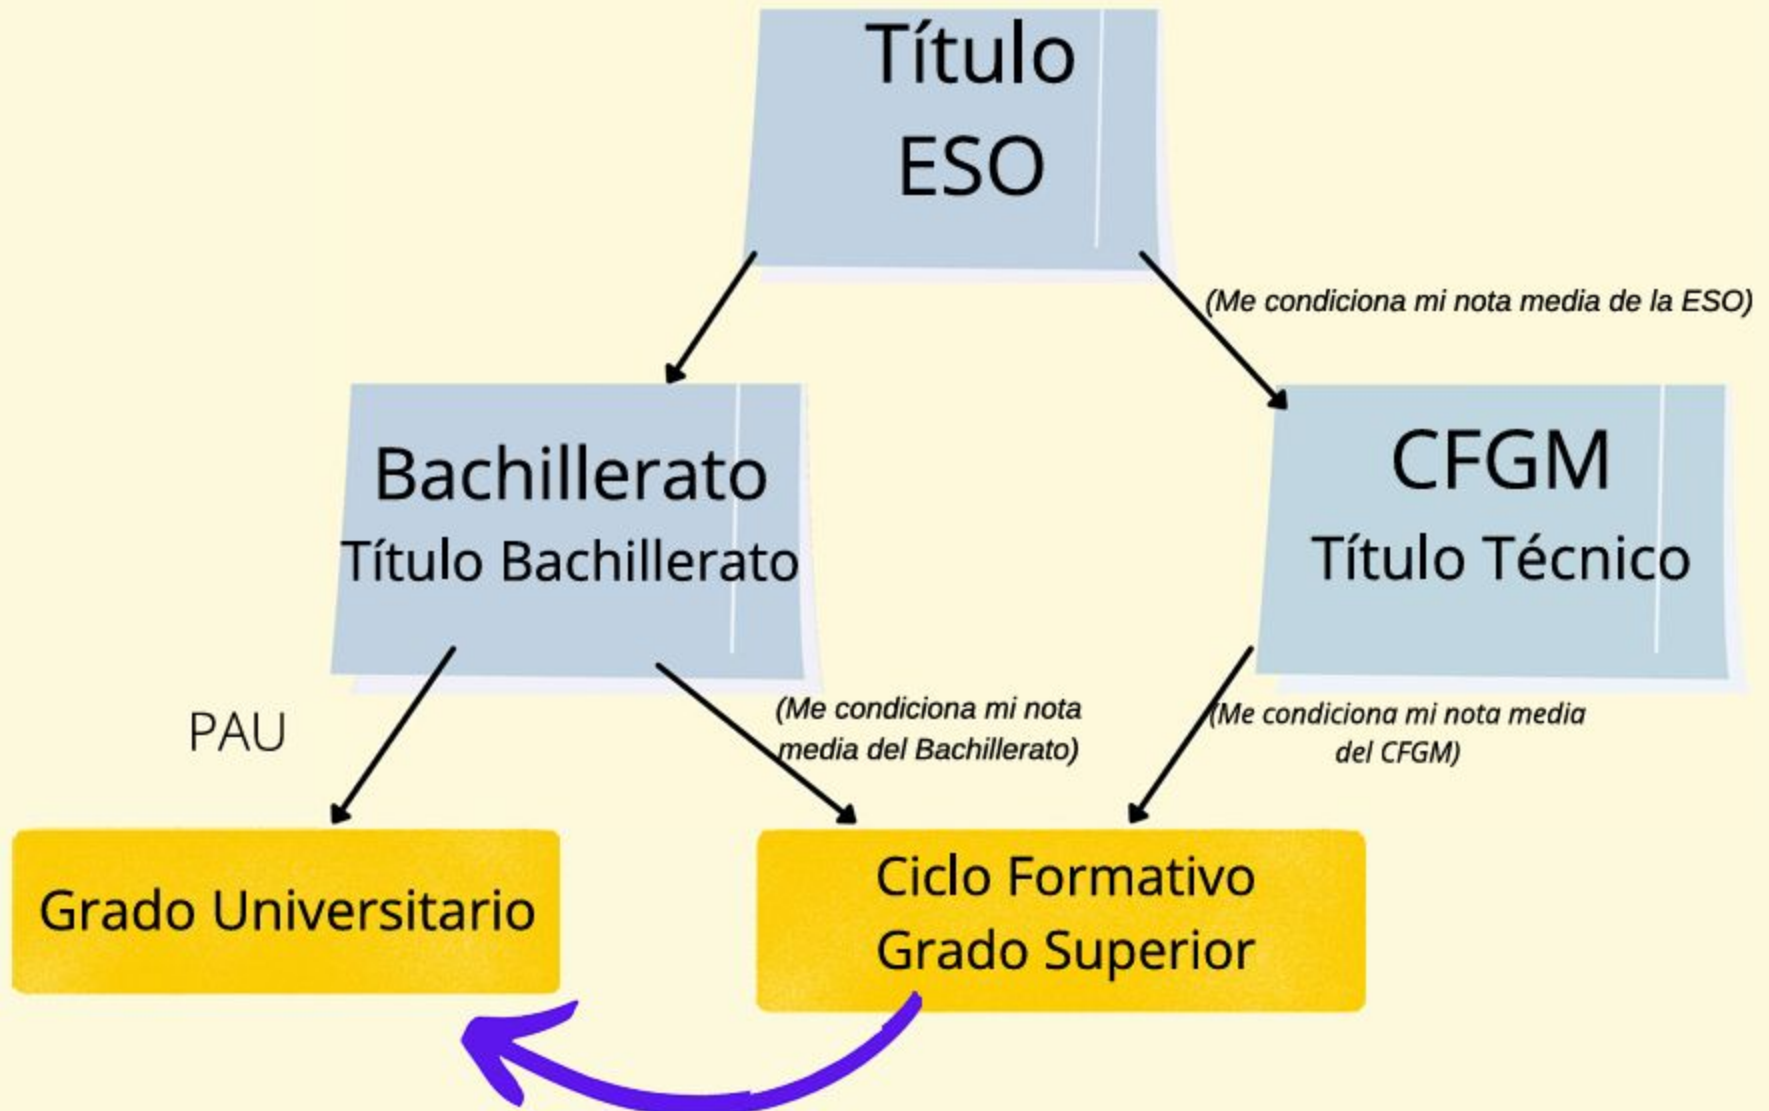 Título
ESO
(Me condiciona mi nota media de la ESO)
Bachillerato
Título Bachillerato
CFGM
Título Técnico
PAU
(Me condiciona mi nota
media del Bachillerato)
(Me condiciona mi nota media
del CFGM)
Grado Universitario
Ciclo Formativo
Grado Superior